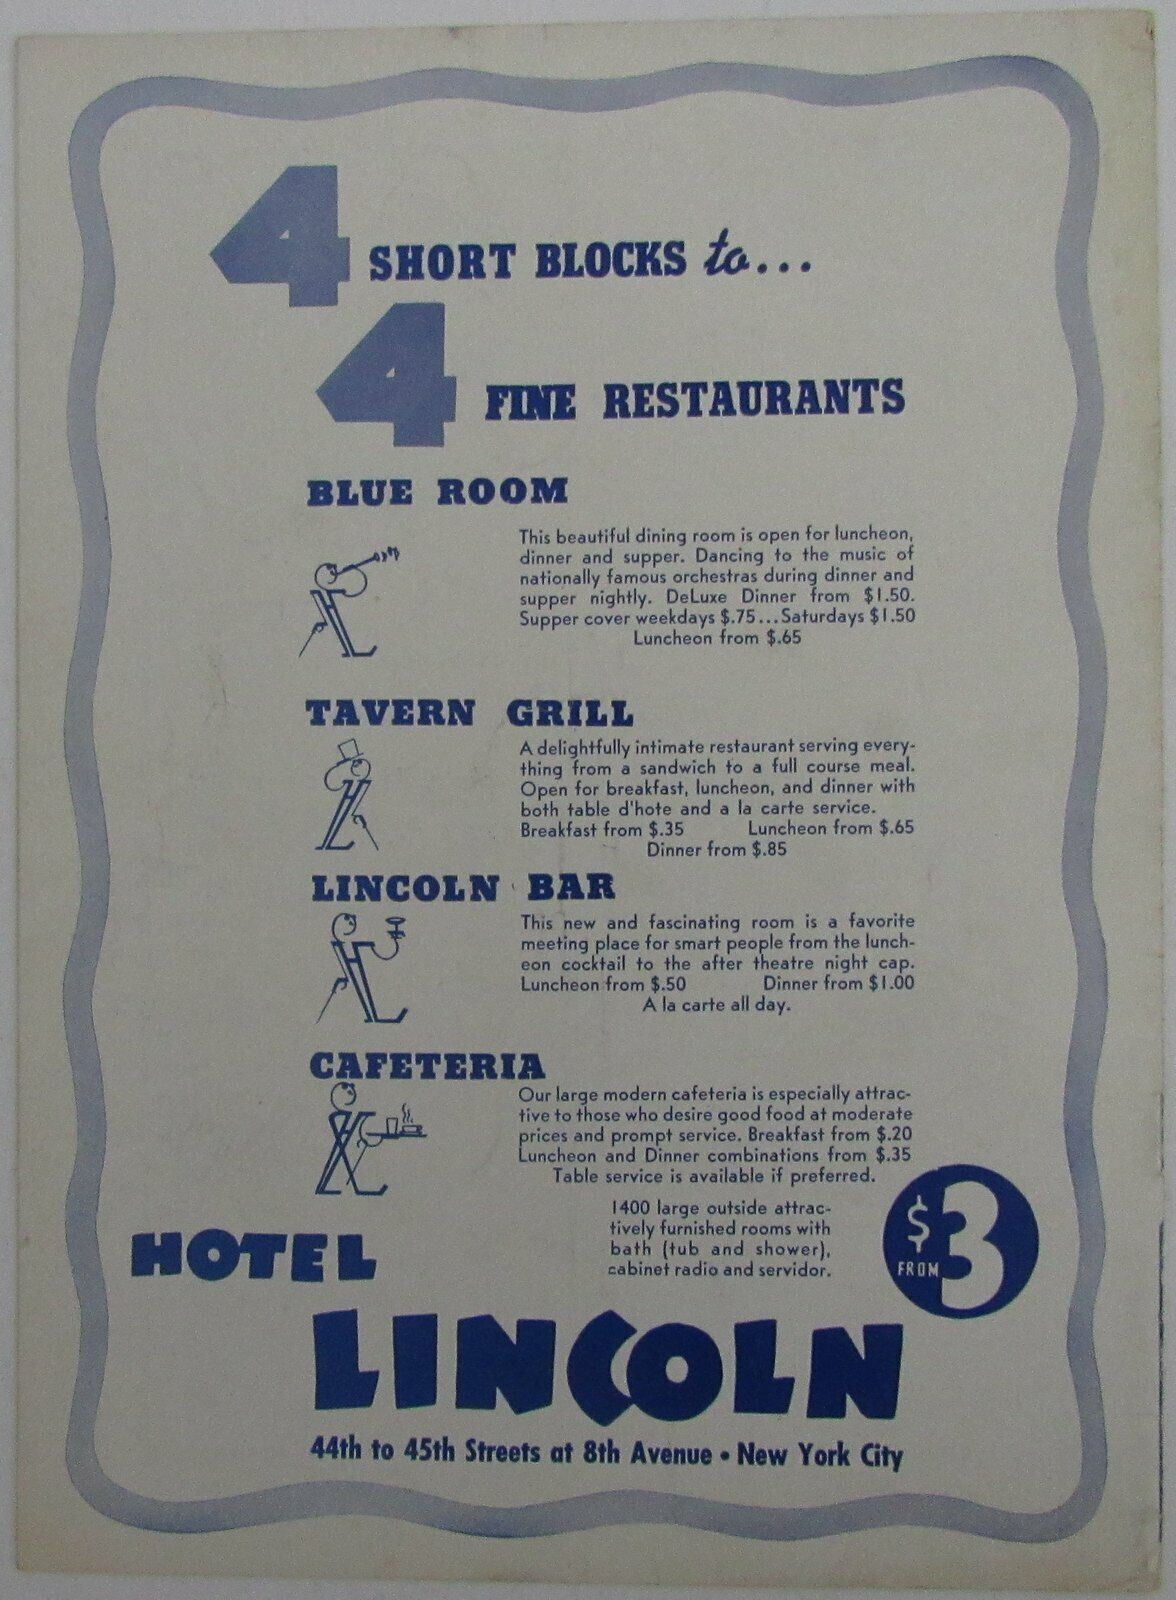 4 SHORT BLOCKS to...
4 FINE RESTAURANTS
BLUE ROOM
This beautiful dining room is open for luncheon,
dinner and supper. Dancing to the music of
nationally famous orchestras during dinner and
supper nightly. DeLuxe Dinner from $1.50.
Supper cover weekdays $.75...Saturdays $1.50
Luncheon from $.65
TAVERN GRILL
A delightfully intimate restaurant serving every-
thing from a sandwich to a full course meal.
Open for breakfast, luncheon, and dinner with
both table d'hote and a la carte service.
Breakfast from $.35 Luncheon from $.65
Dinner from $.85
LINCOLN BAR
This new and fascinating room is a favorite
meeting place for smart people from the lunch-
eon cocktail to the after theatre night cap.
Luncheon from $.50 Dinner from $1.00
A la carte all day.
CAFETERIA
Our large modern cafeteria is especially attrac-
tive to those who desire good food at moderate
prices and prompt service. Breakfast from $.20
Luncheon and Dinner combinations from $.35
Table service is available if preferred.
1400 large outside attrac-
tively furnished rooms with
bath (tub and shower),
cabinet radio and servidor.
FROM $3
HOTEL
LINCOLN
44th to 45th Streets at 8th Avenue • New York City